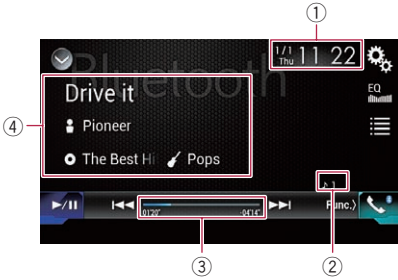 ①
1/1 Thu 11 22
Bluetooth
EQ
Drive it
④
Pioneer
The Best Hi Pops
♪ 1
01'20" -04'14"
Func.
③ ②